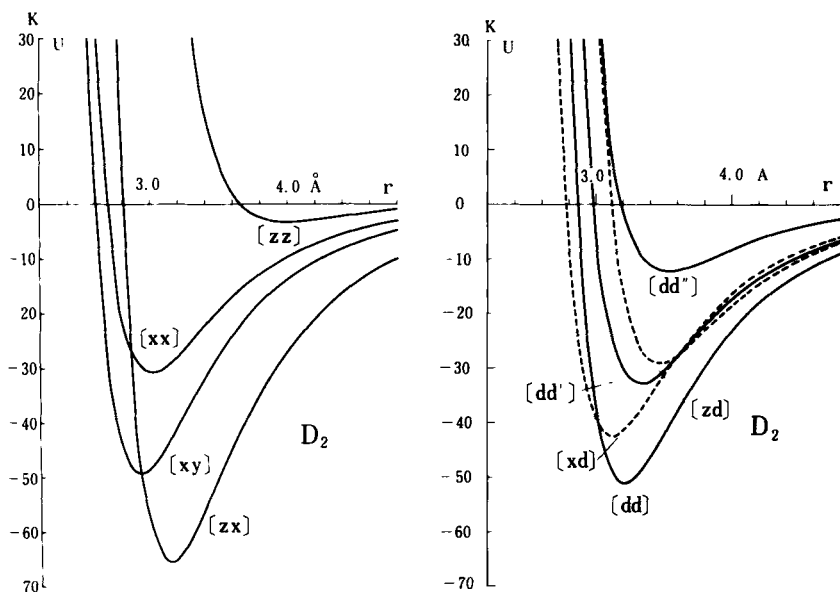 K
30
U
20
10
3.0
4.0 Å
r
0
[zz]
-10
-20
[xx]
-30
-40
D₂
[xy]
-50
[zx]
-60
70
K
30
U
20
10
3.0
4.0 A
r
0
-10
[dd″]
-20
-30
[dd′]
[zd]
-40
D₂
[xd]
-50
[dd]
-60
-70